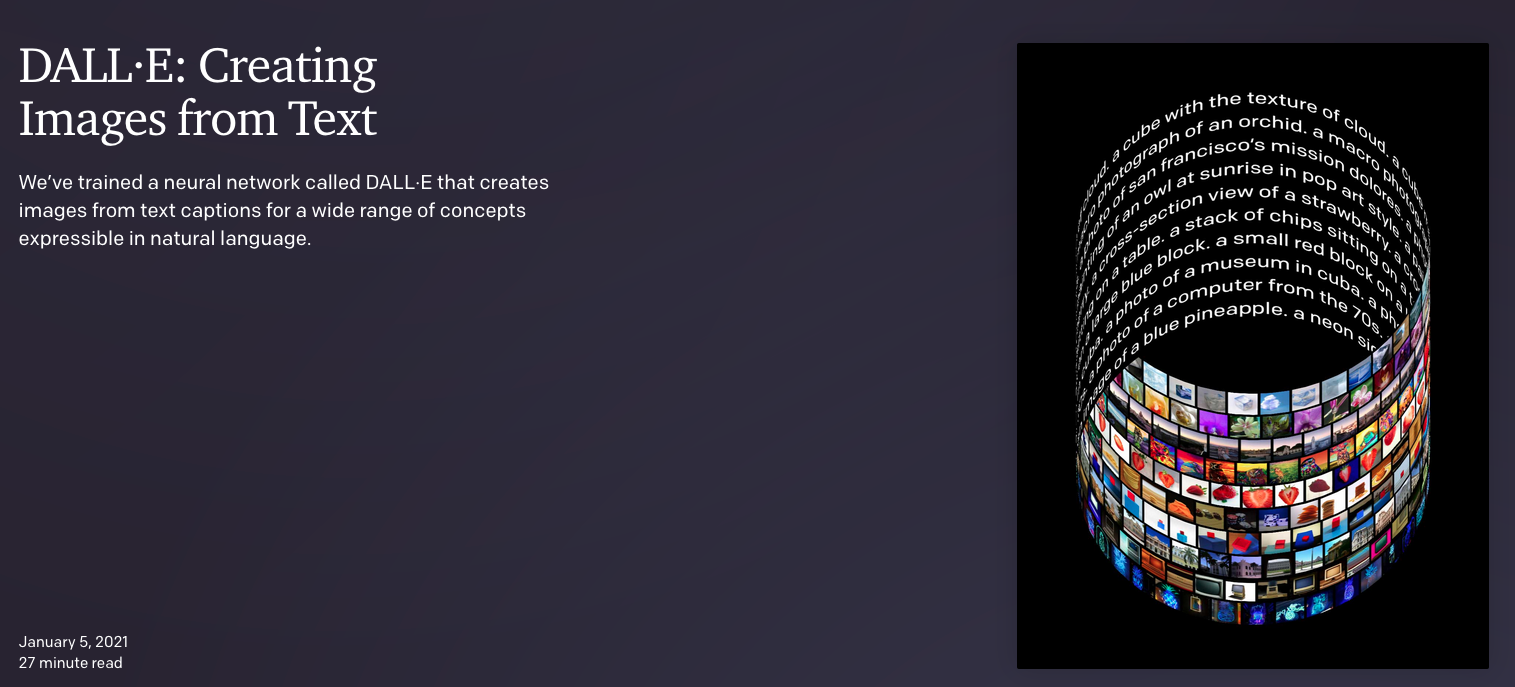 DALL·E: Creating
Images from Text
We’ve trained a neural network called DALL·E that creates
images from text captions for a wide range of concepts
expressible in natural language.
January 5, 2021
27 minute read
cloud. a cube with the texture of cloud. a cube
photograph of an orchid. a macro
photo of san francisco’s mission dolores. a
of an owl at sunrise in pop art style. a
a cross-section view of a strawberry. a
on a table. a stack of chips sitting on a
large blue block. a small red block on a
a photo of a museum in cuba. a
a photo of a computer from the 70s.
of a blue pineapple. a neon